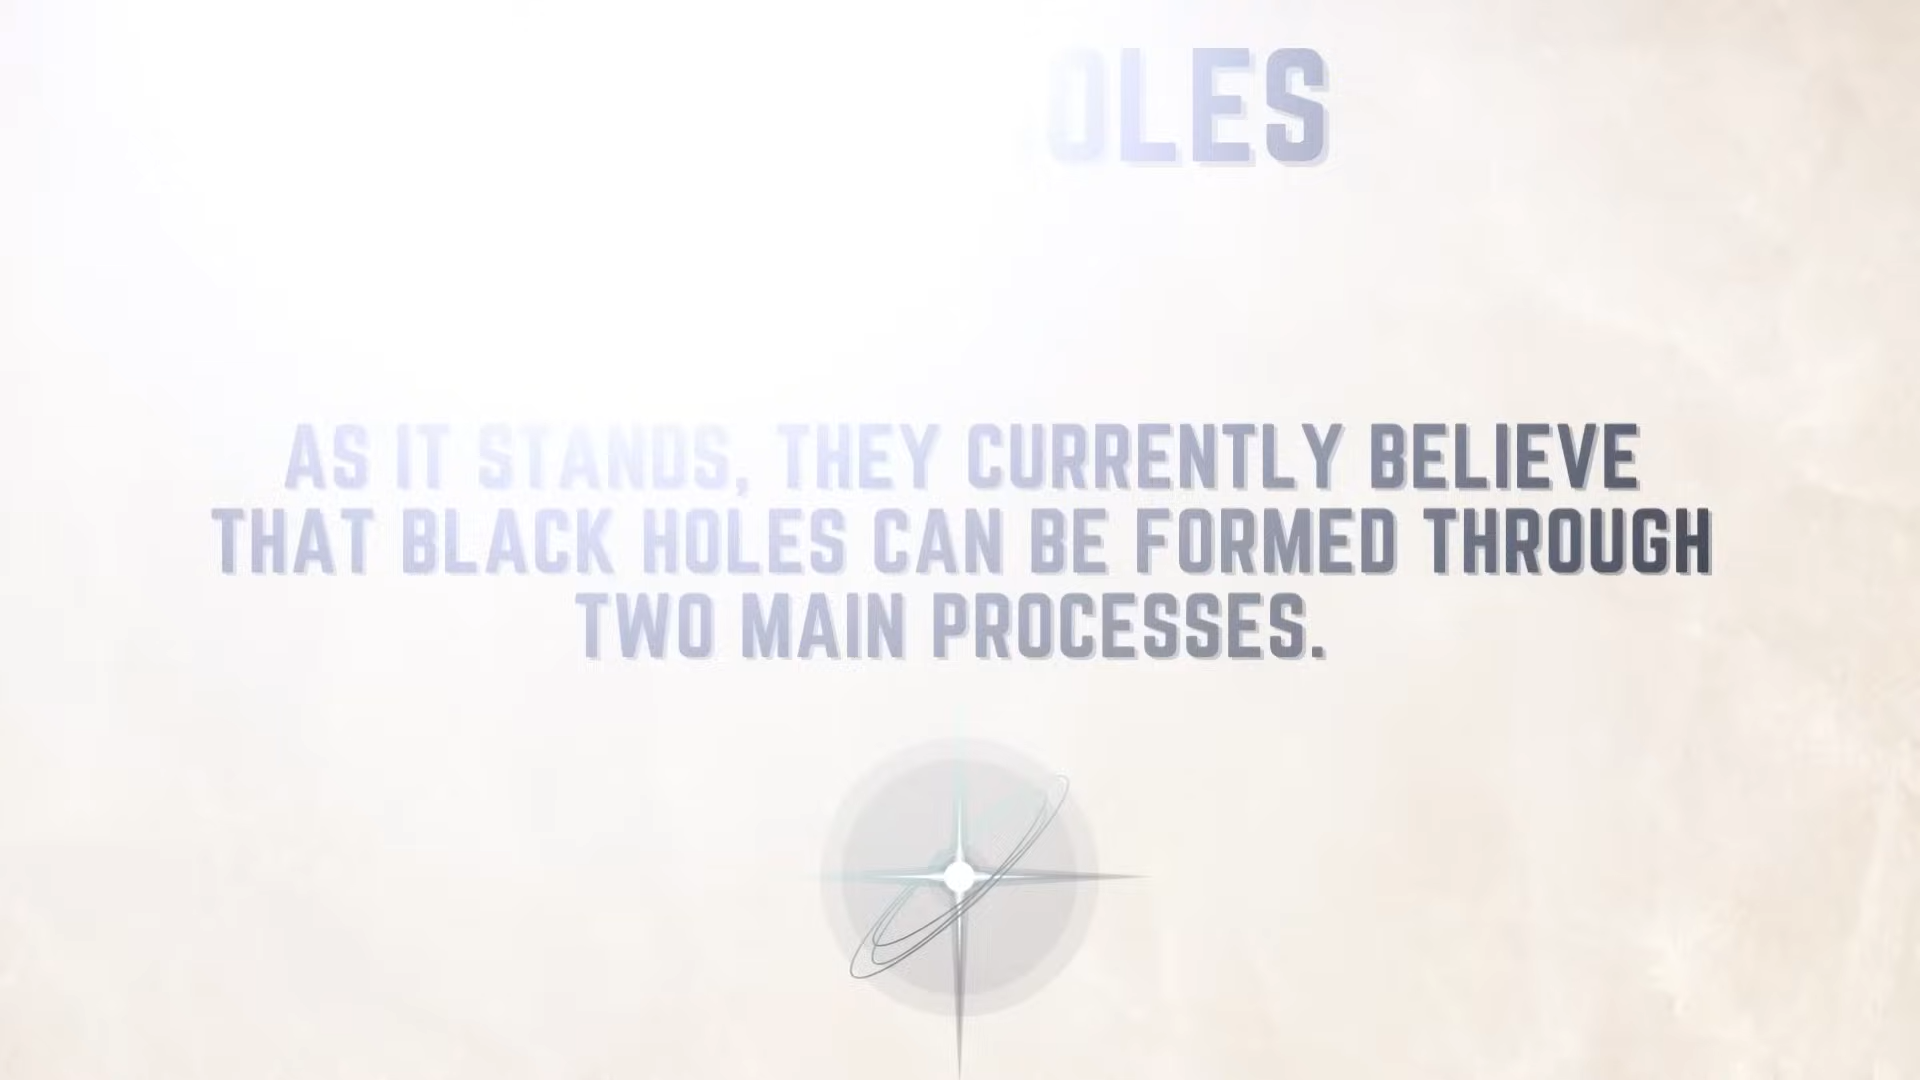 OLES
AS IT STANDS, THEY CURRENTLY BELIEVE
THAT BLACK HOLES CAN BE FORMED THROUGH
TWO MAIN PROCESSES.